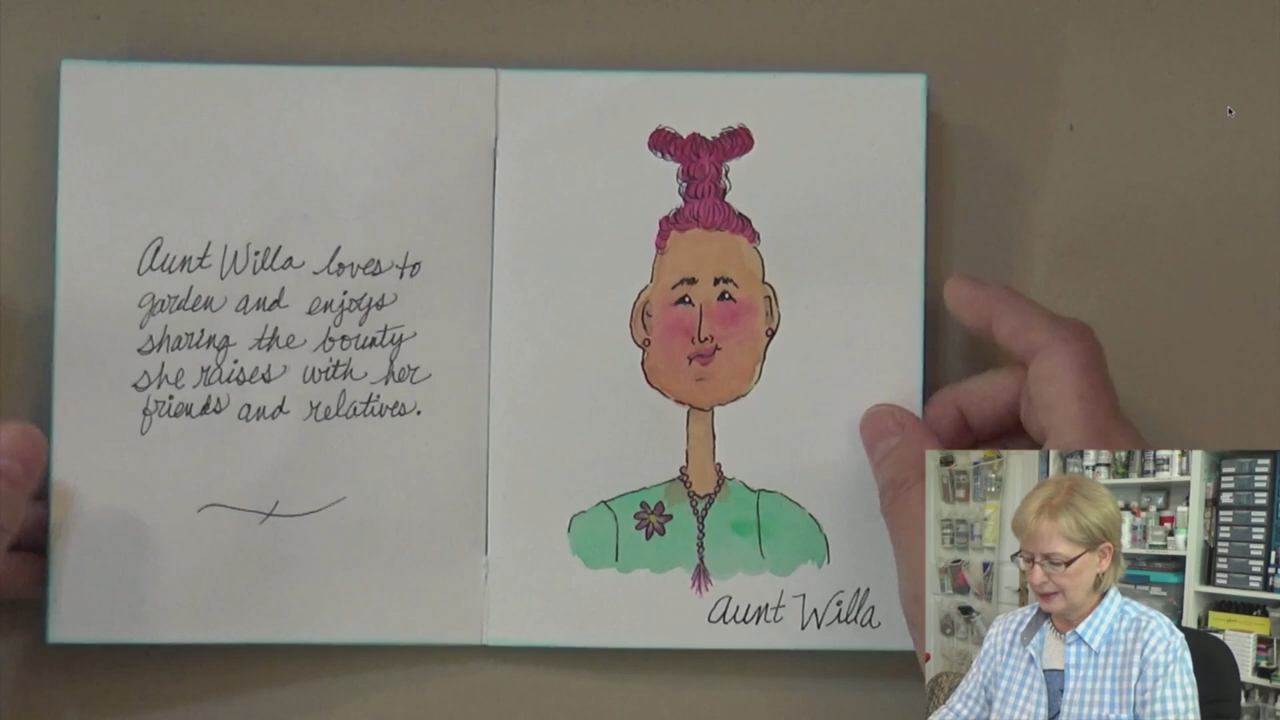 Aunt Willa loves to
garden and enjoys
sharing the bounty
she raises with her
friends and relatives.
Aunt Willa